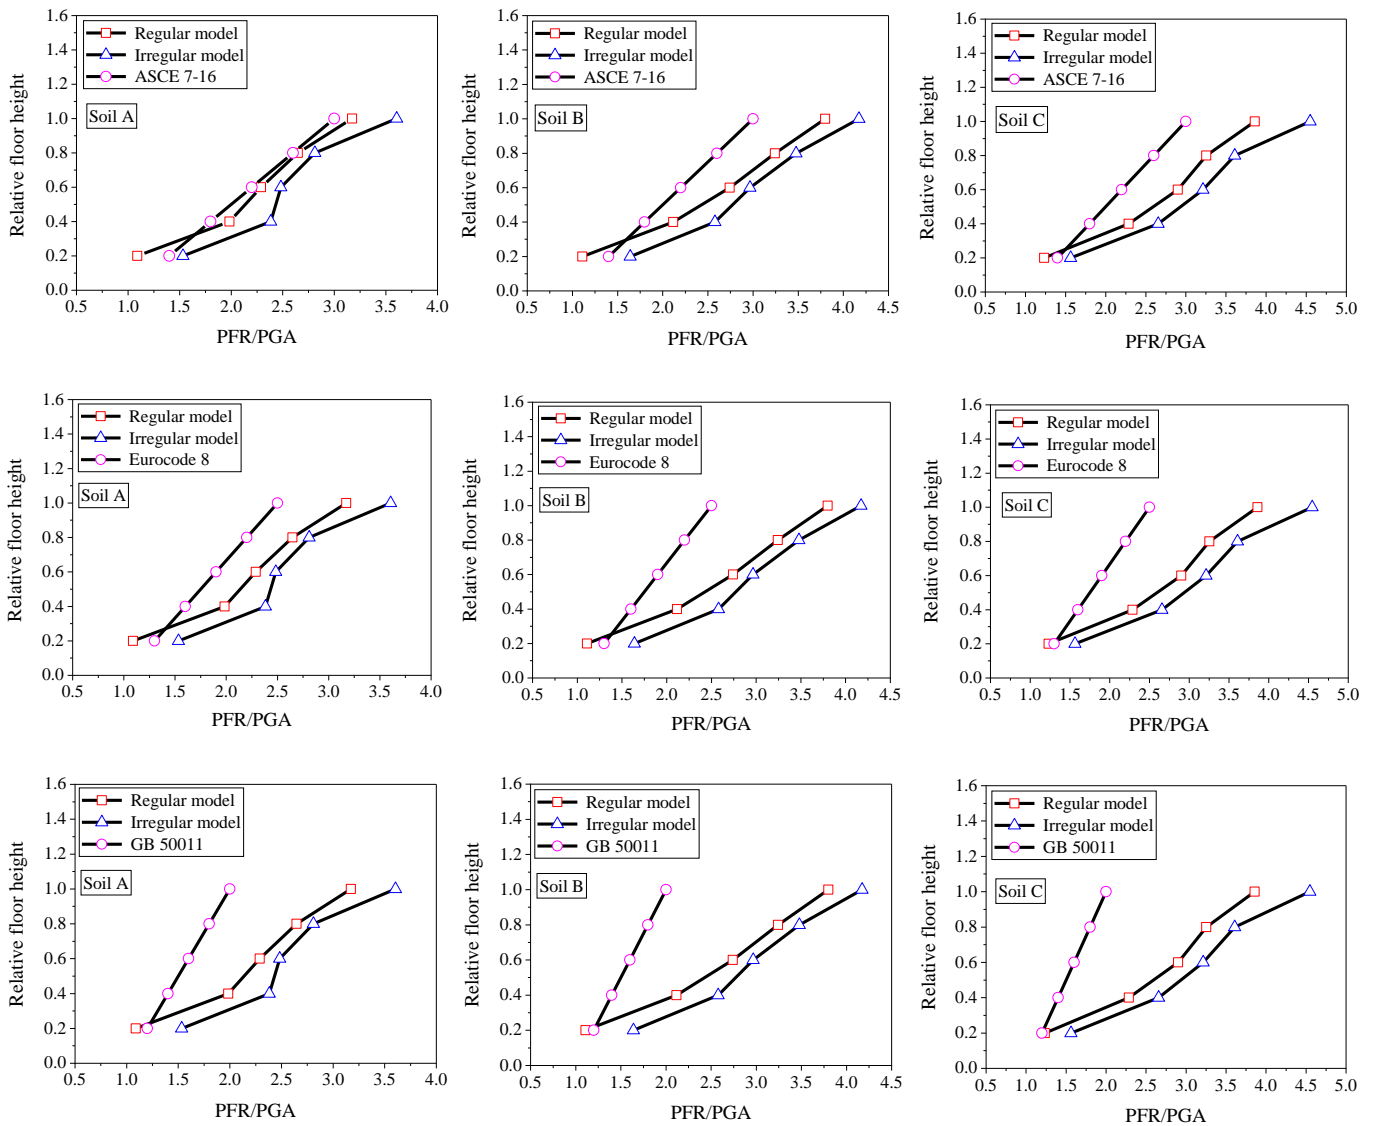 Relative floor height
1.6
1.4
1.2
1.0
0.8
0.6
0.4
0.2
0.0
Regular model
Irregular model
ASCE 7-16
Soil A
0.5 1.0 1.5 2.0 2.5 3.0 3.5 4.0
PFR/PGA
Relative floor height
1.6
1.4
1.2
1.0
0.8
0.6
0.4
0.2
0.0
Regular model
Irregular model
ASCE 7-16
Soil B
0.5 1.0 1.5 2.0 2.5 3.0 3.5 4.0 4.5
PFR/PGA
Relative floor height
1.6
1.4
1.2
1.0
0.8
0.6
0.4
0.2
0.0
Regular model
Irregular model
ASCE 7-16
Soil C
0.5 1.0 1.5 2.0 2.5 3.0 3.5 4.0 4.5 5.0
PFR/PGA
Relative floor height
1.6
1.4
1.2
1.0
0.8
0.6
0.4
0.2
0.0
Regular model
Irregular model
Eurocode 8
Soil A
0.5 1.0 1.5 2.0 2.5 3.0 3.5 4.0
PFR/PGA
Relative floor height
1.6
1.4
1.2
1.0
0.8
0.6
0.4
0.2
0.0
Regular model
Irregular model
Eurocode 8
Soil B
0.5 1.0 1.5 2.0 2.5 3.0 3.5 4.0 4.5
PFR/PGA
Relative floor height
1.6
1.4
1.2
1.0
0.8
0.6
0.4
0.2
0.0
Regular model
Irregular model
Eurocode 8
Soil C
0.5 1.0 1.5 2.0 2.5 3.0 3.5 4.0 4.5 5.0
PFR/PGA
Relative floor height
1.6
1.4
1.2
1.0
0.8
0.6
0.4
0.2
0.0
Regular model
Irregular model
GB 50011
Soil A
0.5 1.0 1.5 2.0 2.5 3.0 3.5 4.0
PFR/PGA
Relative floor height
1.6
1.4
1.2
1.0
0.8
0.6
0.4
0.2
0.0
Regular model
Irregular model
GB 50011
Soil B
0.5 1.0 1.5 2.0 2.5 3.0 3.5 4.0 4.5
PFR/PGA
Relative floor height
1.6
1.4
1.2
1.0
0.8
0.6
0.4
0.2
0.0
Regular model
Irregular model
GB 50011
Soil C
0.5 1.0 1.5 2.0 2.5 3.0 3.5 4.0 4.5 5.0
PFR/PGA